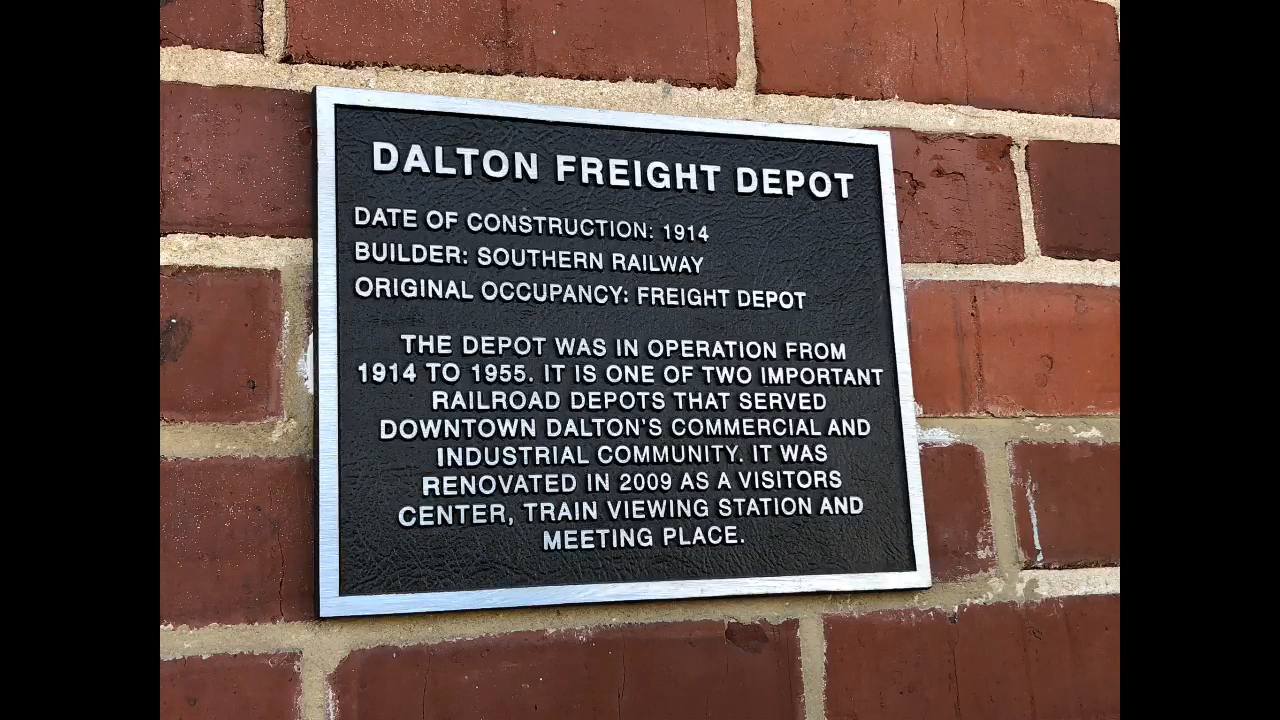 DALTON FREIGHT DEPOT
DATE OF CONSTRUCTION: 1914
BUILDER: SOUTHERN RAILWAY
ORIGINAL OCCUPANCY: FREIGHT DEPOT
THE DEPOT WAS IN OPERATION FROM
1914 TO 1955. IT IS ONE OF TWO IMPORTANT
RAILROAD DEPOTS THAT SERVED
DOWNTOWN DALTON'S COMMERCIAL AND
INDUSTRIAL COMMUNITY. IT WAS
RENOVATED IN 2009 AS A VISITORS
CENTER, TRAIN VIEWING STATION AND
MEETING PLACE.